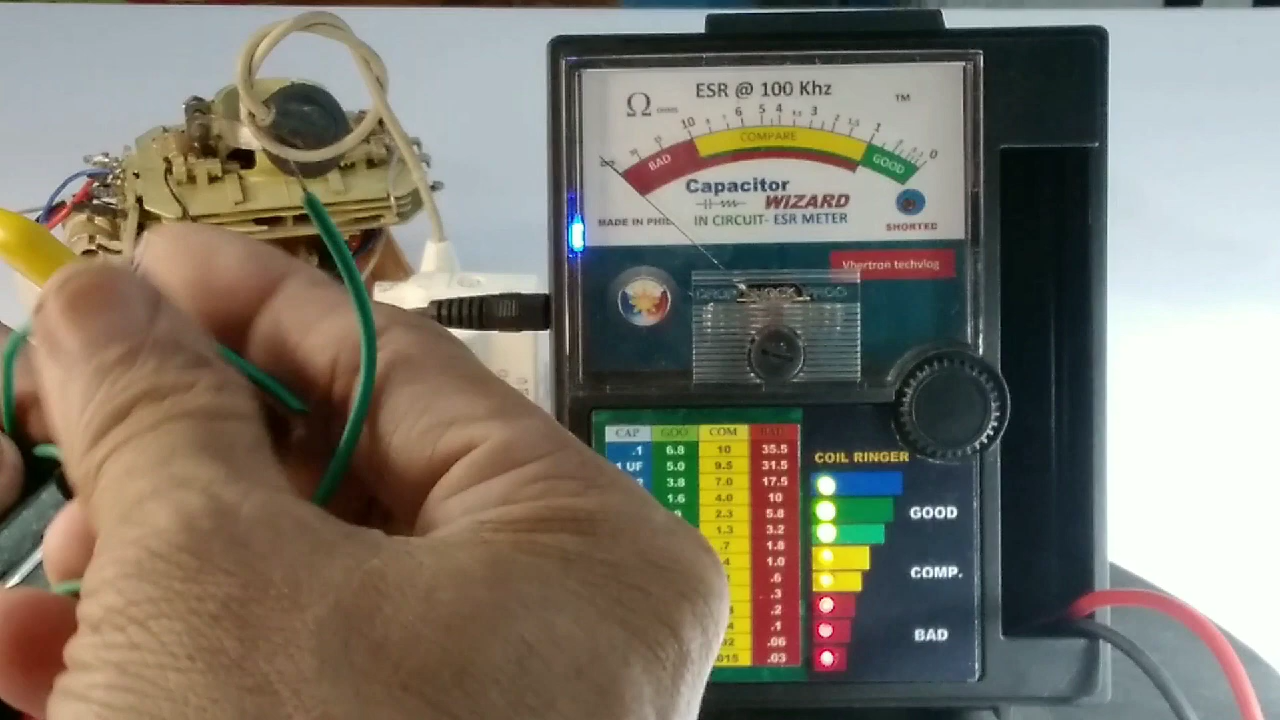 ESR @ 100 Khz
TM
Ω OHMS
10 6 5 4 3 1 0
BAD COMPARE GOOD
Capacitor
WIZARD
MADE IN PHIL
IN CIRCUIT- ESR METER
SHORTED
Vhertron techvlog
CAP GOO COM BAD
.1 6.8 10 35.5
1 UF 5.0 9.5 31.5
3.8 7.0 17.5
1.6 4.0 10
2.3 5.8
1.3 3.2
.7 1.8
1.0
.6
.3
.2
.1
.06
015 .03
COIL RINGER
GOOD
COMP.
BAD